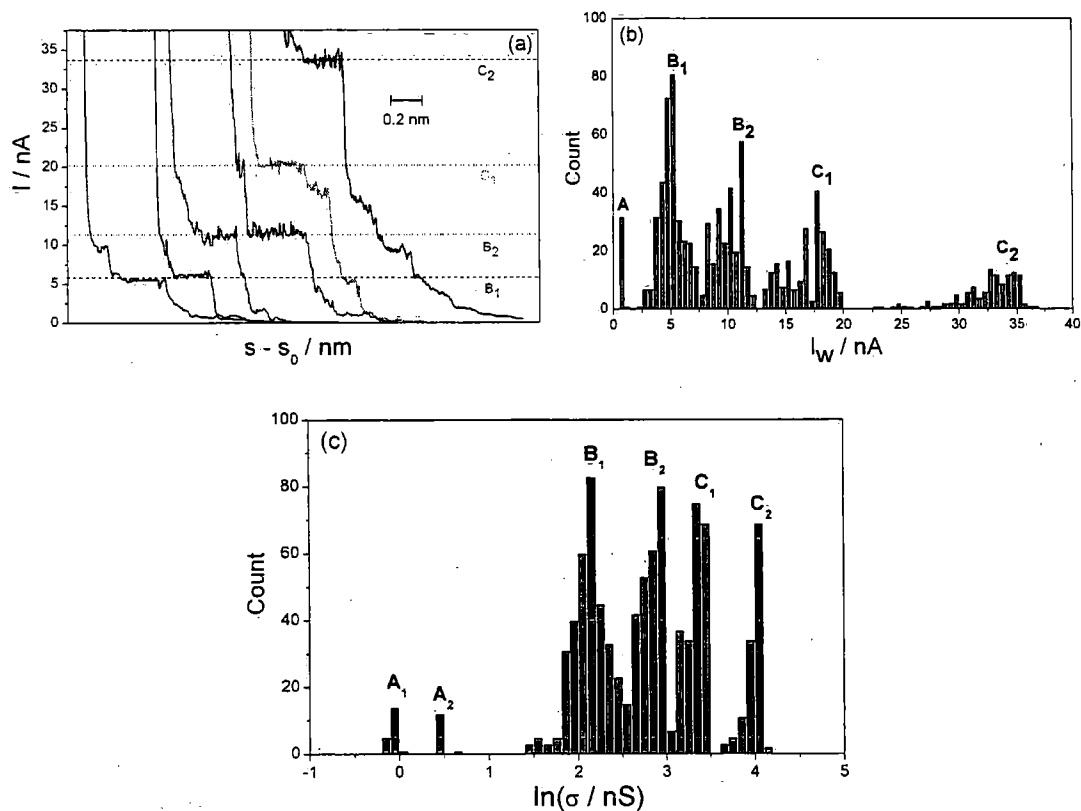 (a)
35
30
25
20
15
10
5
0
I / nA
C₂
0.2 nm
C₁
B₂
B₁
s - s₀ / nm
(b)
100
80
60
40
20
0
Count
A
B₁
B₂
C₁
C₂
0 5 10 15 20 25 30 35 40
I_W / nA
(c)
100
80
60
40
20
0
Count
A₁
A₂
B₁
B₂
C₁
C₂
-1 0 1 2 3 4 5
ln(σ / nS)